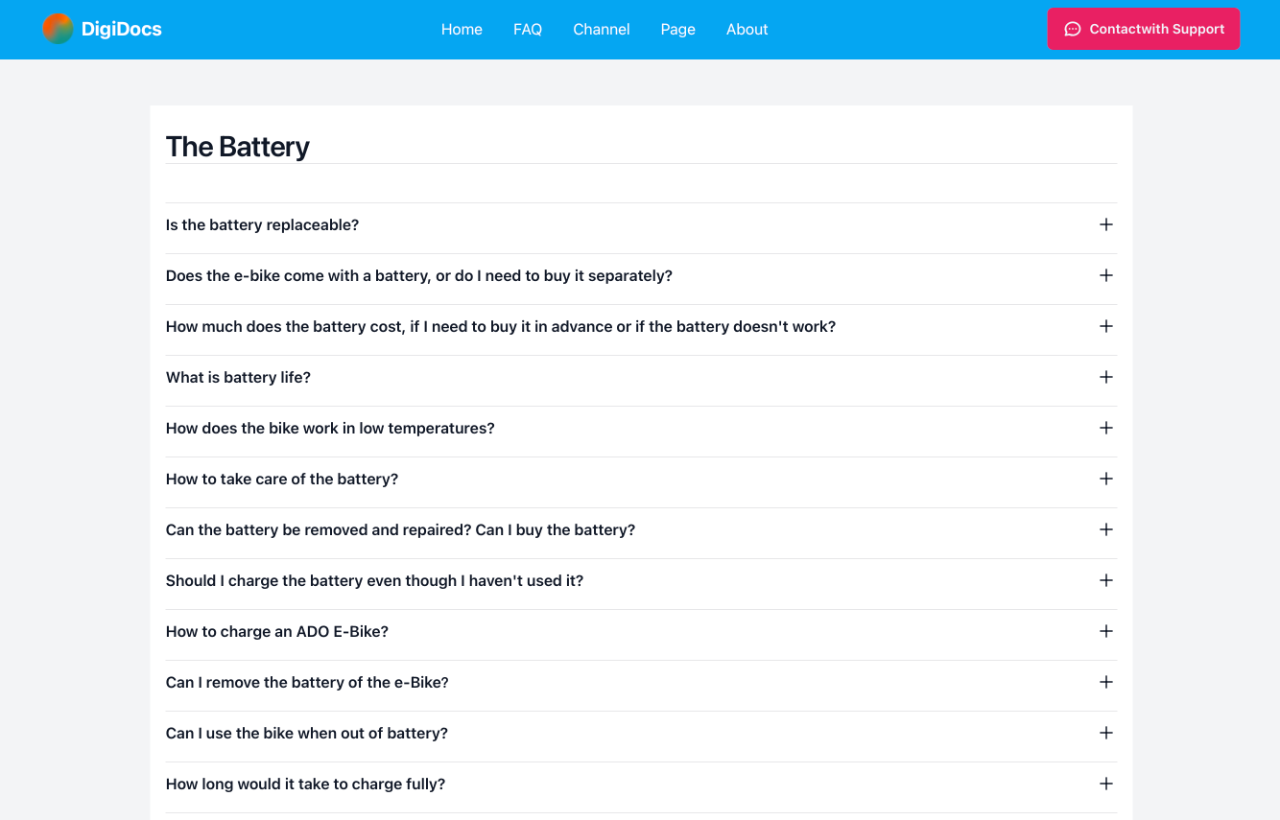 DigiDocs
Home FAQ Channel Page About
Contactwith Support
The Battery
Is the battery replaceable?
Does the e-bike come with a battery, or do I need to buy it separately?
How much does the battery cost, if I need to buy it in advance or if the battery doesn't work?
What is battery life?
How does the bike work in low temperatures?
How to take care of the battery?
Can the battery be removed and repaired? Can I buy the battery?
Should I charge the battery even though I haven't used it?
How to charge an ADO E-Bike?
Can I remove the battery of the e-Bike?
Can I use the bike when out of battery?
How long would it take to charge fully?